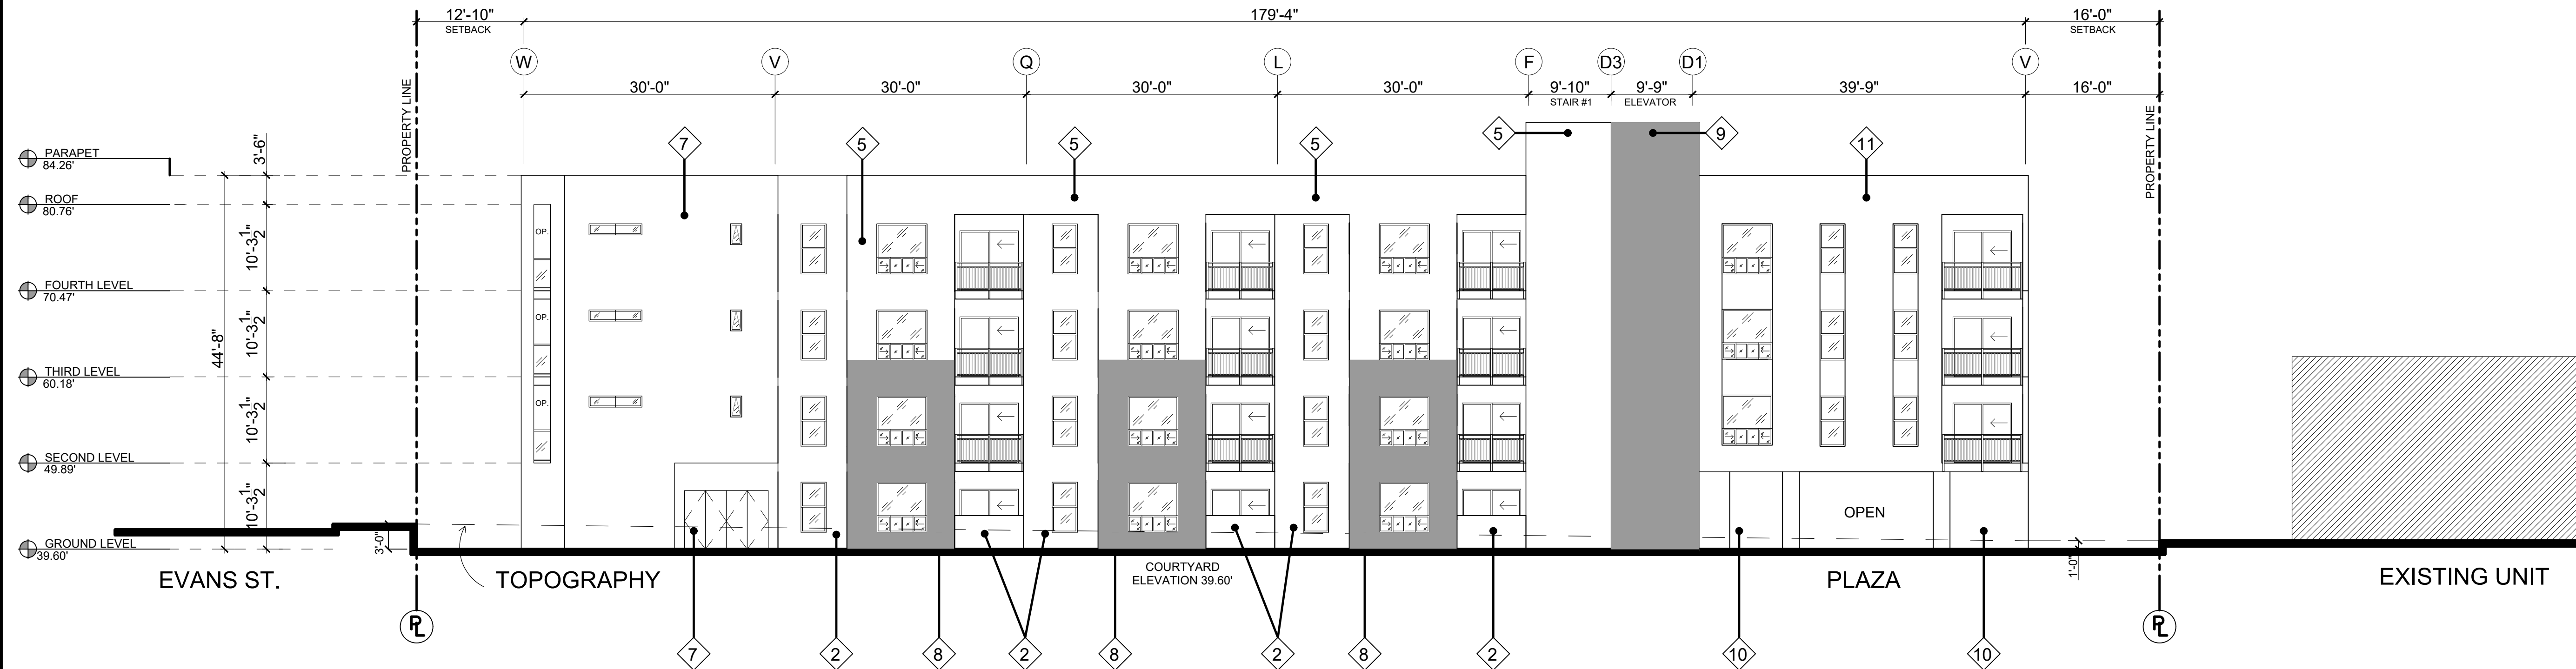 12'-10"
SETBACK
179'-4"
16'-0"
SETBACK
W
V
Q
L
F
D3
D1
V
30'-0"
30'-0"
30'-0"
30'-0"
9'-10"
STAIR #1
9'-9"
ELEVATOR
39'-9"
16'-0"
PROPERTY LINE
PROPERTY LINE
7
5
5
5
5
9
11
PARAPET
84.26'
ROOF
80.76'
FOURTH LEVEL
70.47'
THIRD LEVEL
60.18'
SECOND LEVEL
49.89'
GROUND LEVEL
39.60'
3'-6"
10'-3 1/2"
10'-3 1/2"
10'-3 1/2"
10'-3 1/2"
44'-8"
3'-0"
OP.
OP.
OP.
OPEN
1'-0"
EVANS ST.
TOPOGRAPHY
COURTYARD
ELEVATION 39.60'
PLAZA
EXISTING UNIT
PL
PL
7
2
8
2
8
2
8
2
10
10